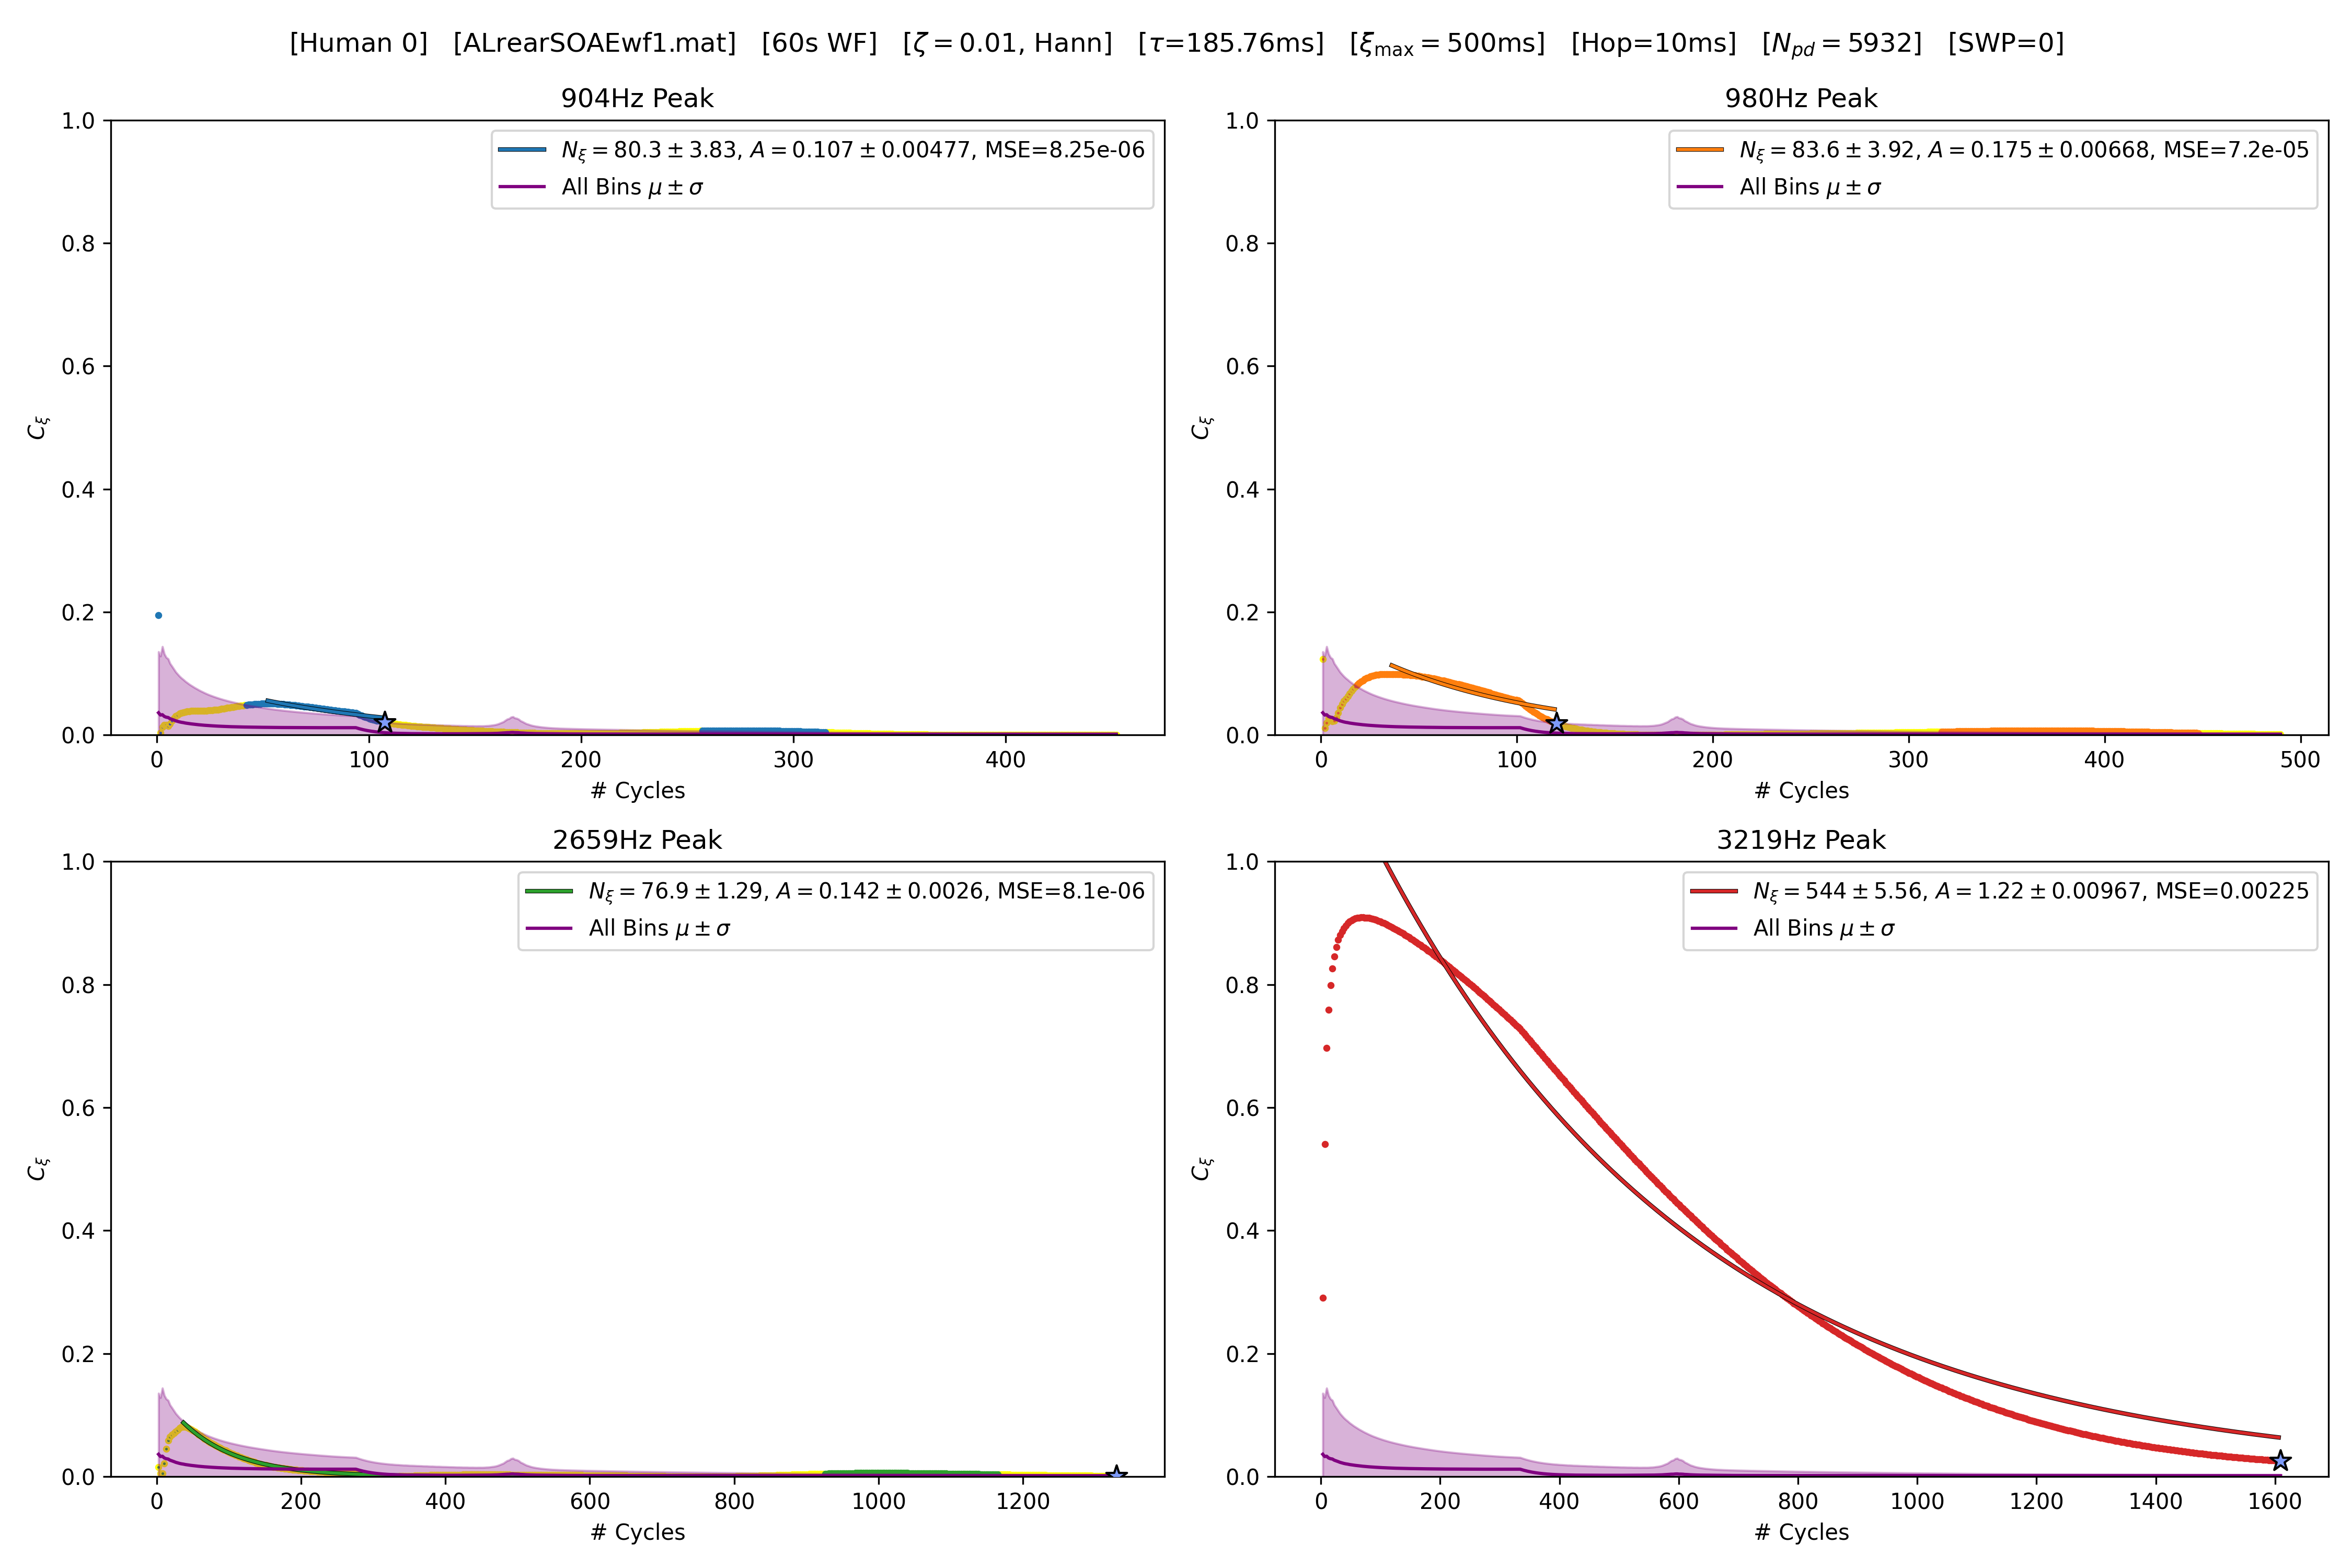 [Human 0] [ALrearSOAEwf1.mat] [60s WF] [ζ = 0.01, Hann] [τ=185.76ms] [ξmax = 500ms] [Hop=10ms] [Npd = 5932] [SWP=0]
904Hz Peak
1.0
0.8
0.6
0.4
0.2
0.0
Cξ
Nξ = 80.3 ± 3.83, A = 0.107 ± 0.00477, MSE=8.25e-06
All Bins μ ± σ
0 100 200 300 400
# Cycles
980Hz Peak
1.0
0.8
0.6
0.4
0.2
0.0
Cξ
Nξ = 83.6 ± 3.92, A = 0.175 ± 0.00668, MSE=7.2e-05
All Bins μ ± σ
0 100 200 300 400 500
# Cycles
2659Hz Peak
1.0
0.8
0.6
0.4
0.2
0.0
Cξ
Nξ = 76.9 ± 1.29, A = 0.142 ± 0.0026, MSE=8.1e-06
All Bins μ ± σ
0 200 400 600 800 1000 1200
# Cycles
3219Hz Peak
1.0
0.8
0.6
0.4
0.2
0.0
Cξ
Nξ = 544 ± 5.56, A = 1.22 ± 0.00967, MSE=0.00225
All Bins μ ± σ
0 200 400 600 800 1000 1200 1400 1600
# Cycles